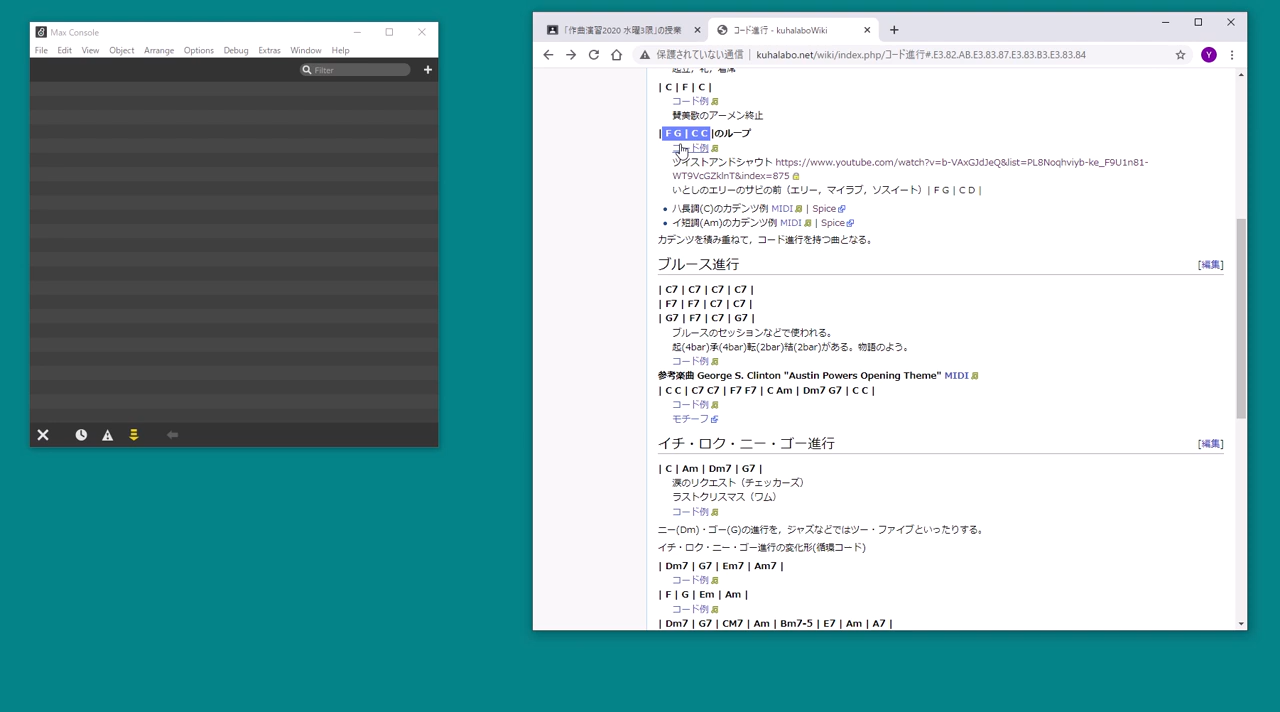 Max Console
File Edit View Object Arrange Options Debug Extras Window Help
Filter
「作曲演習2020 水曜3限」の授業
コード進行 - kuhalaboWiki
保護されていない通信 | kuhalabo.net/wiki/index.php/コード進行#.E3.82.AB.E3.83.87.E3.83.B3.E3.83.84
Y
起立，礼，着席
| C | F | C |
コード例
賛美歌のアーメン終止
| F G | C C |のループ
コード例
ツイストアンドシャウト https://www.youtube.com/watch?v=b-VAxGJdJeQ&list=PL8Noqhviyb-ke_F9U1n81-
WT9VcGZklnT&index=875
いとしのエリーのサビの前（エリー，マイラブ，ソスイート）| F G | C D |
ハ長調(C)のカデンツ例 MIDI | Spice
イ短調(Am)のカデンツ例 MIDI | Spice
カデンツを積み重ねて，コード進行を持つ曲となる。
ブルース進行 [編集]
| C7 | C7 | C7 | C7 |
| F7 | F7 | C7 | C7 |
| G7 | F7 | C7 | G7 |
ブルースのセッションなどで使われる。
起(4bar)承(4bar)転(2bar)結(2bar)がある。物語のよう。
コード例
参考楽曲 George S. Clinton "Austin Powers Opening Theme" MIDI
| C C | C7 C7 | F7 F7 | C Am | Dm7 G7 | C C |
コード例
モチーフ
イチ・ロク・ニー・ゴー進行 [編集]
| C | Am | Dm7 | G7 |
涙のリクエスト（チェッカーズ）
ラストクリスマス（ワム）
コード例
ニー(Dm)・ゴー(G)の進行を，ジャズなどではツー・ファイブといったりする。
イチ・ロク・ニー・ゴー進行の変化形(循環コード)
| Dm7 | G7 | Em7 | Am7 |
コード例
| F | G | Em | Am |
コード例
| Dm7 | G7 | CM7 | Am | Bm7-5 | E7 | Am | A7 |